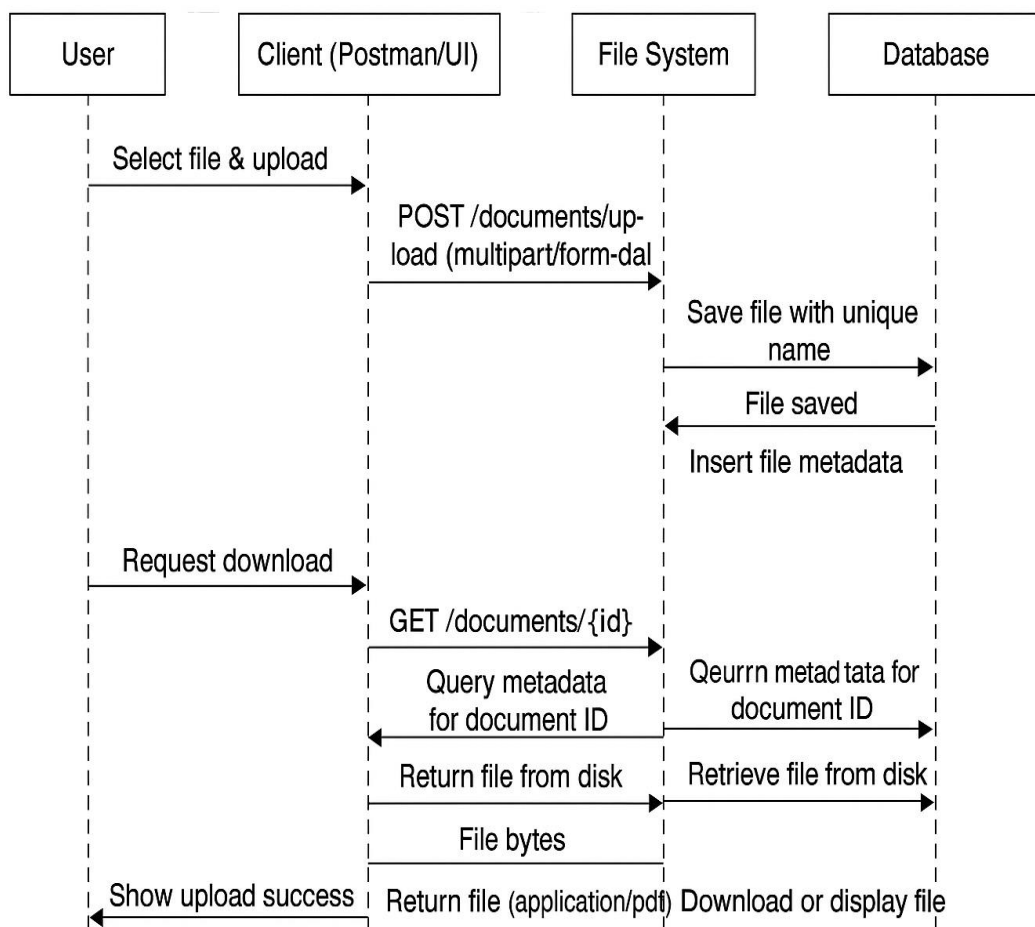 User
Client (Postman/UI)
File System
Database
Select file & upload
POST /documents/up-
load (multipart/form-dal
Save file with unique
name
File saved
Insert file metadata
Request download
GET /documents/{id}
Query metadata
for document ID
Qeurrn metad tata for
document ID
Return file from disk
Retrieve file from disk
File bytes
Show upload success
Return file (application/pdf) Download or display file